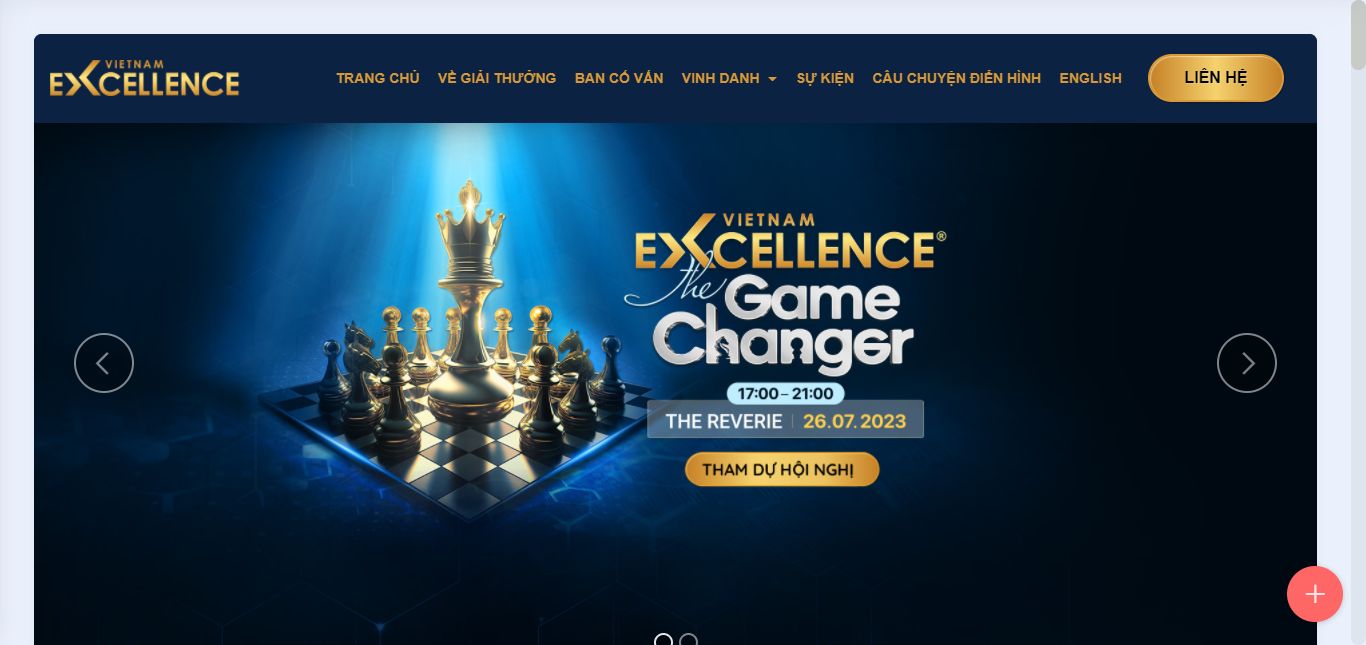 VIETNAM
EXCELLENCE
TRANG CHỦ VỀ GIẢI THƯỞNG BAN CỐ VẤN VINH DANH SỰ KIỆN CÂU CHUYỆN ĐIỂN HÌNH ENGLISH LIÊN HỆ
VIETNAM
EXCELLENCE®
the Game
Changer
17:00 – 21:00
THE REVERIE | 26.07.2023
THAM DỰ HỘI NGHỊ